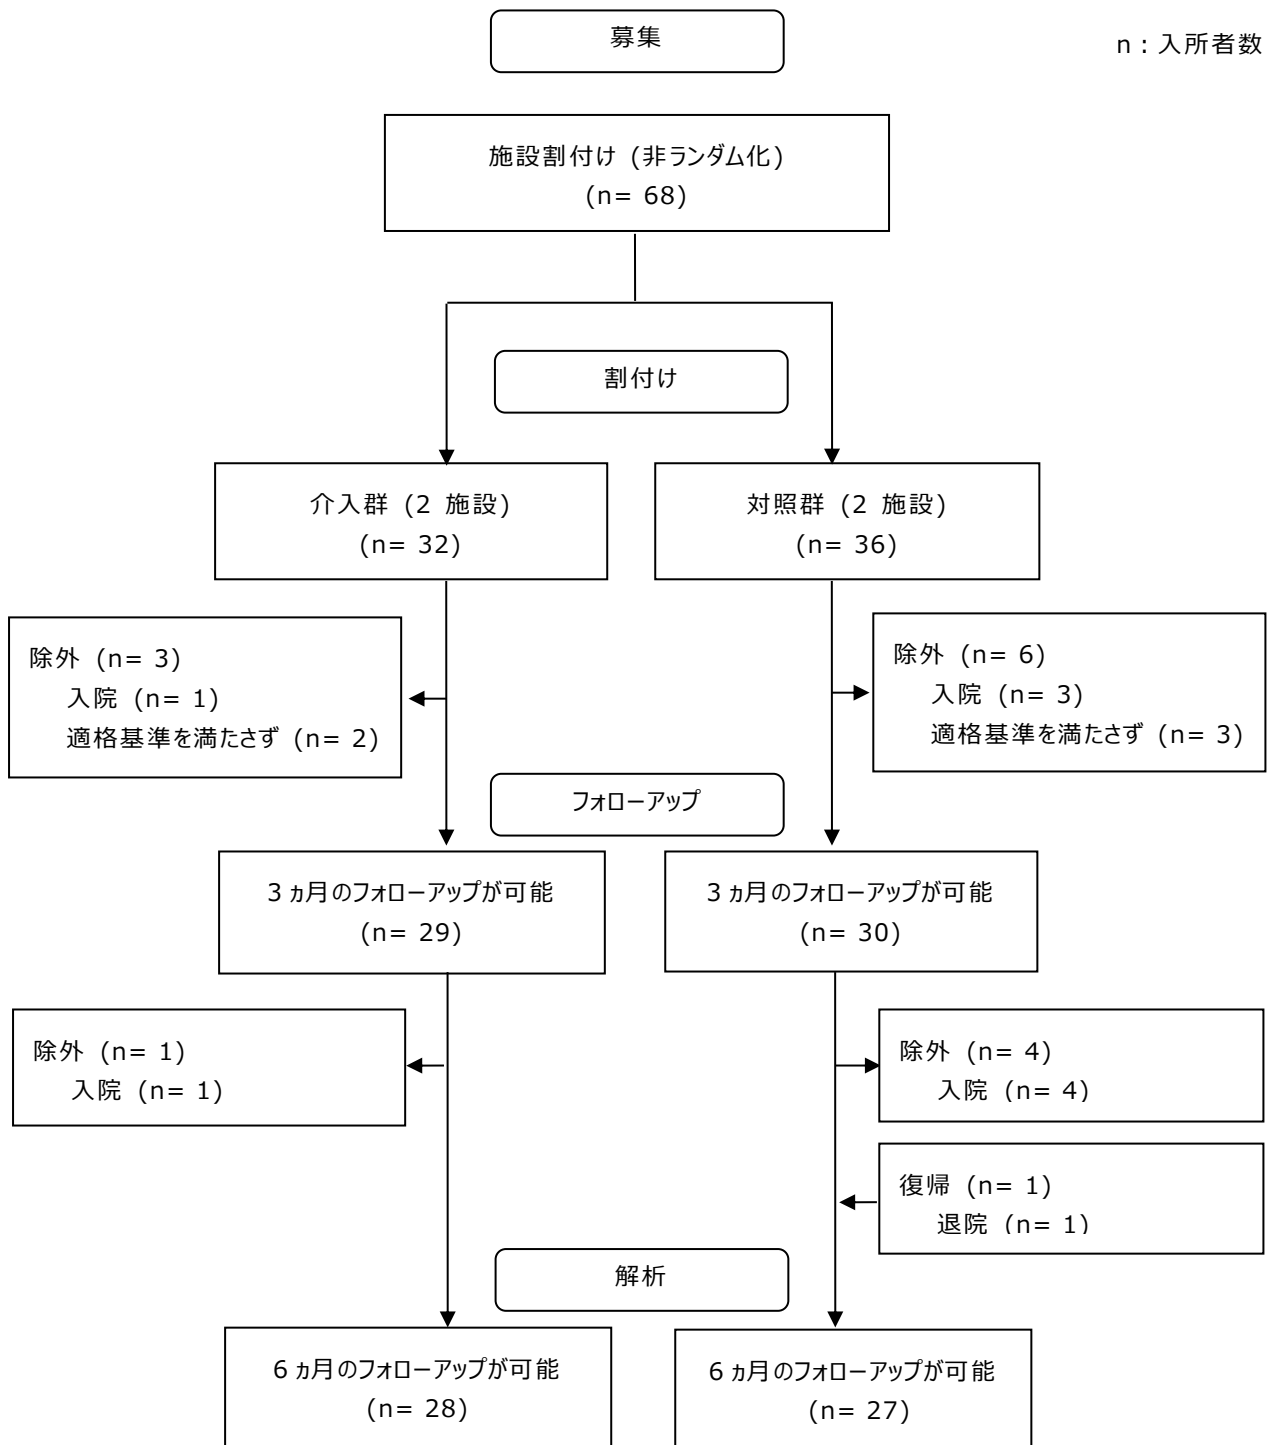 募集
n：入所者数
施設割付け (非ランダム化)
(n= 68)
割付け
介入群 (2 施設)
(n= 32)
対照群 (2 施設)
(n= 36)
除外 (n= 3)
入院 (n= 1)
適格基準を満たさず (n= 2)
除外 (n= 6)
入院 (n= 3)
適格基準を満たさず (n= 3)
フォローアップ
3 ヵ月のフォローアップが可能
(n= 29)
3 ヵ月のフォローアップが可能
(n= 30)
除外 (n= 1)
入院 (n= 1)
除外 (n= 4)
入院 (n= 4)
復帰 (n= 1)
退院 (n= 1)
解析
6 ヵ月のフォローアップが可能
(n= 28)
6 ヵ月のフォローアップが可能
(n= 27)